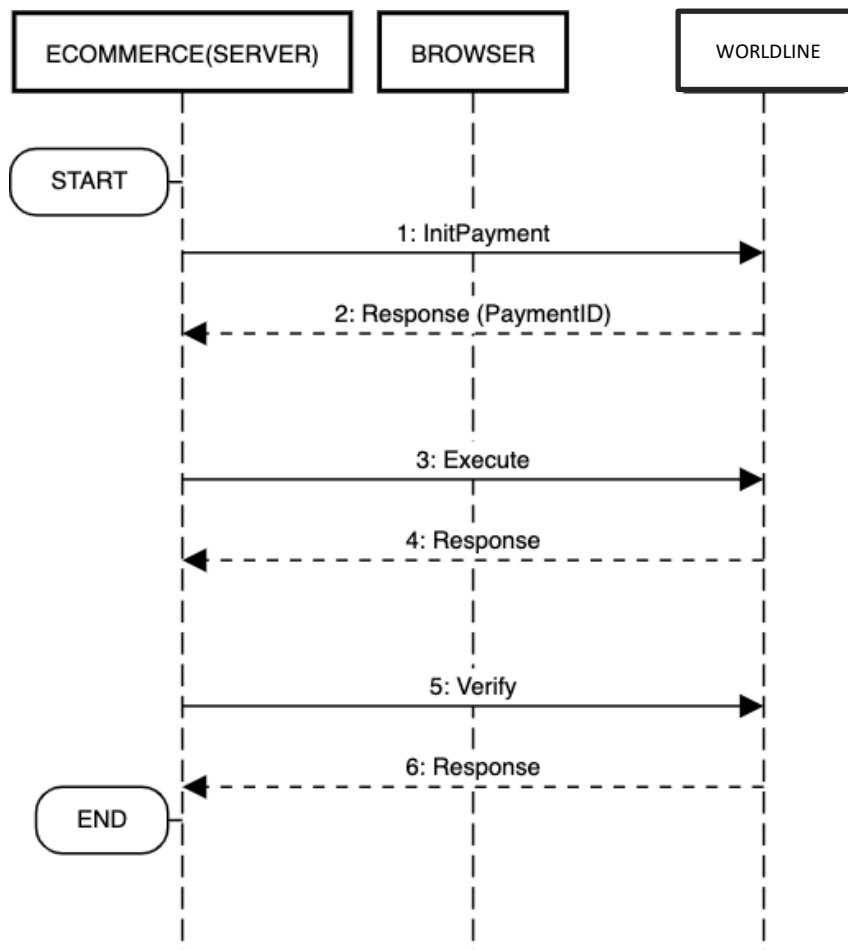 ECOMMERCE(SERVER)
BROWSER
WORLDLINE
START
1: InitPayment
2: Response (PaymentID)
3: Execute
4: Response
5: Verify
6: Response
END